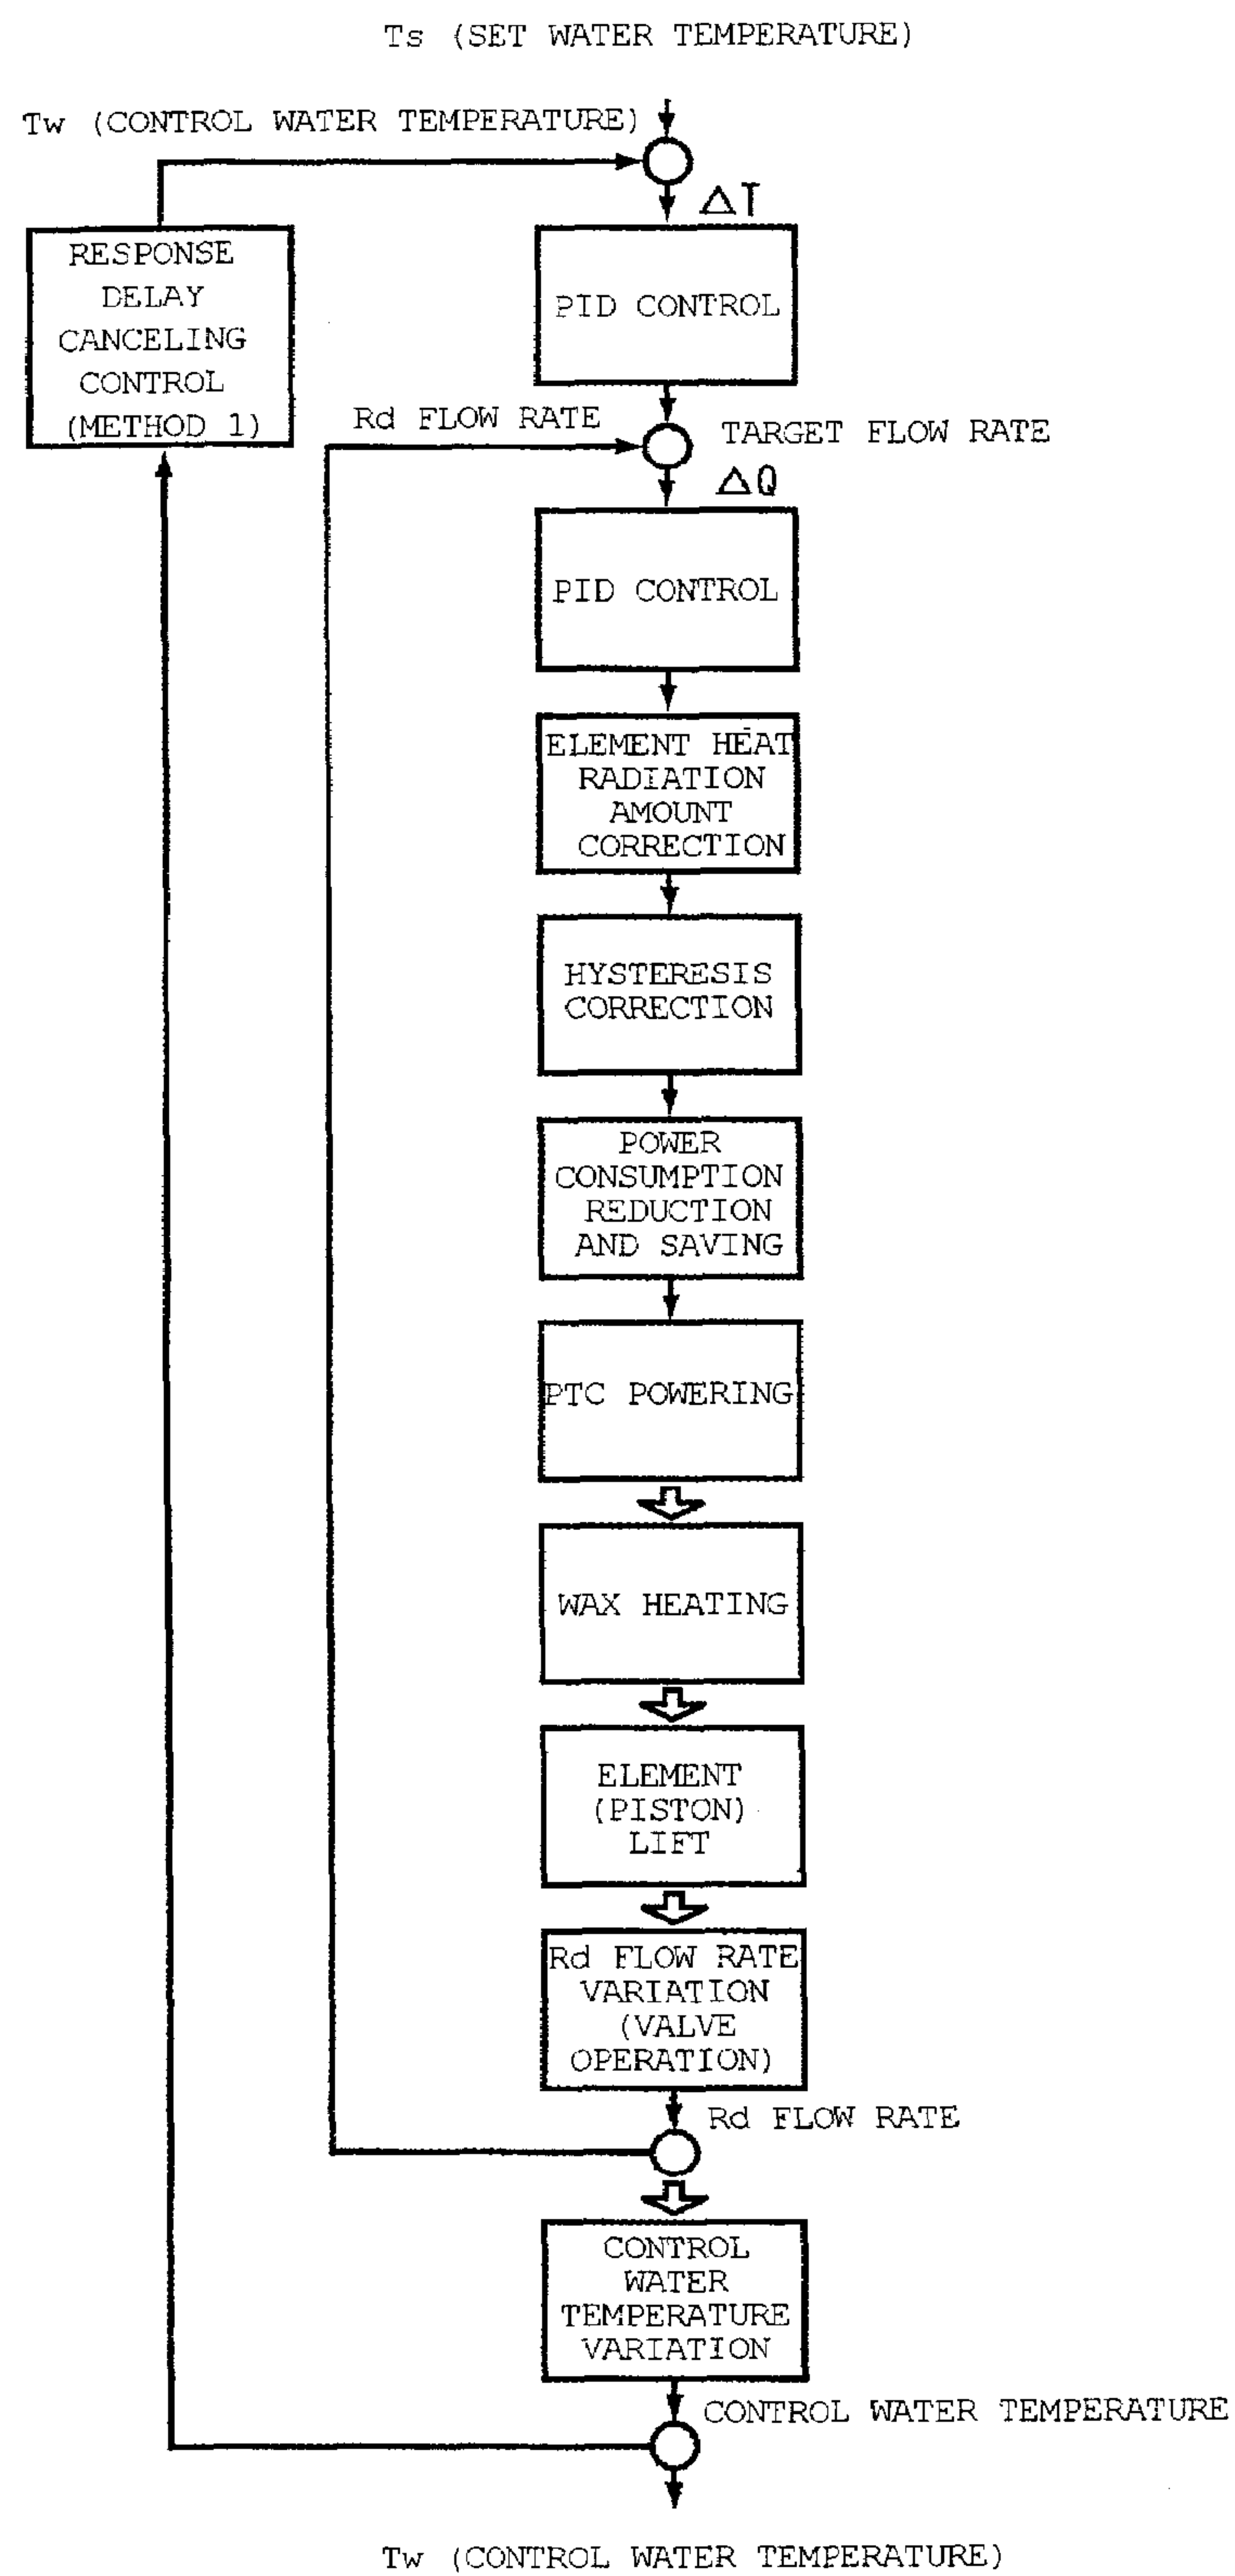 Ts (SET WATER TEMPERATURE)
Tw (CONTROL WATER TEMPERATURE)
ΔT
RESPONSE
DELAY
CANCELING
CONTROL
(METHOD 1)
PID CONTROL
Rd FLOW RATE
TARGET FLOW RATE
ΔQ
PID CONTROL
ELEMENT HEAT
RADIATION
AMOUNT
CORRECTION
HYSTERESIS
CORRECTION
POWER
CONSUMPTION
REDUCTION
AND SAVING
PTC POWERING
WAX HEATING
ELEMENT
(PISTON)
LIFT
Rd FLOW RATE
VARIATION
(VALVE
OPERATION)
Rd FLOW RATE
CONTROL
WATER
TEMPERATURE
VARIATION
CONTROL WATER TEMPERATURE
Tw (CONTROL WATER TEMPERATURE)